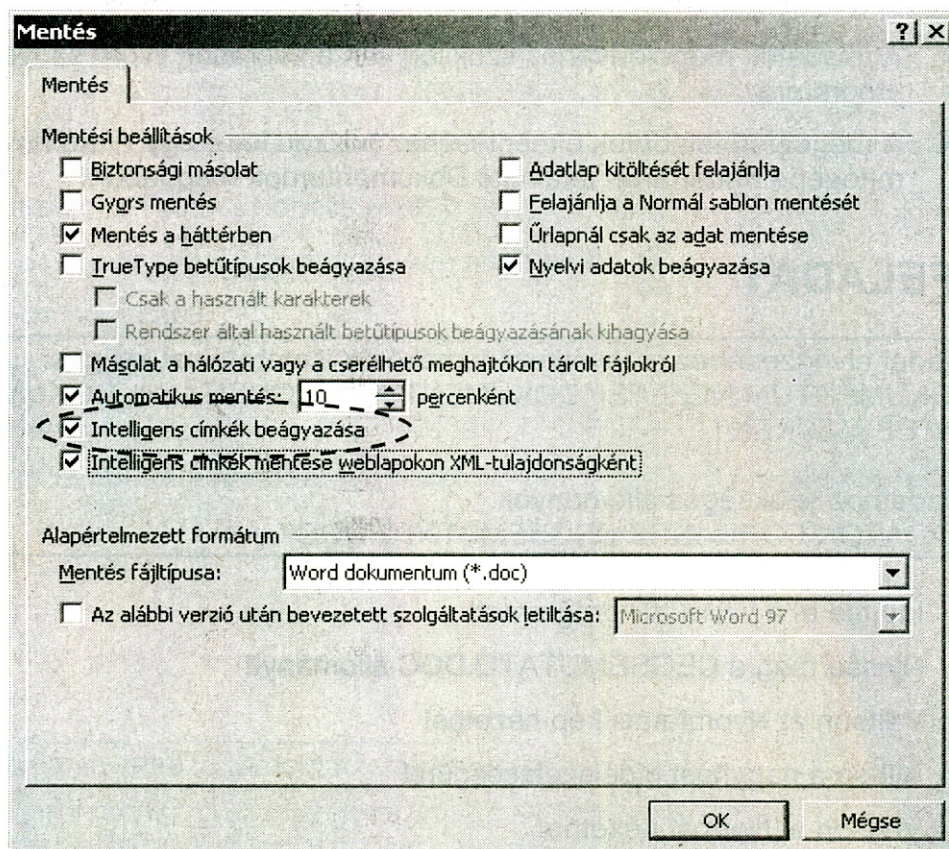 Mentés
Mentés
Mentési beállítások
Biztonsági másolat
Gyors mentés
Mentés a háttérben
TrueType betűtípusok beágyazása
Csak a használt karakterek
Rendszer által használt betűtípusok beágyazásának kihagyása
Adatlap kitöltését felajánlja
Felajánlja a Normál sablon mentését
Űrlapnál csak az adat mentése
Nyelvi adatok beágyazása
Másolat a hálózati vagy a cserélhető meghajtókon tárolt fájlokról
Automatikus mentés: 10 percenként
Intelligens címkék beágyazása
Intelligens címkék mentése weblapokon XML-tulajdonságként
Alapértelmezett formátum
Mentés fájltípusa: Word dokumentum (*.doc)
Az alábbi verzió után bevezetett szolgáltatások letiltása: Microsoft Word 97
OK Mégse